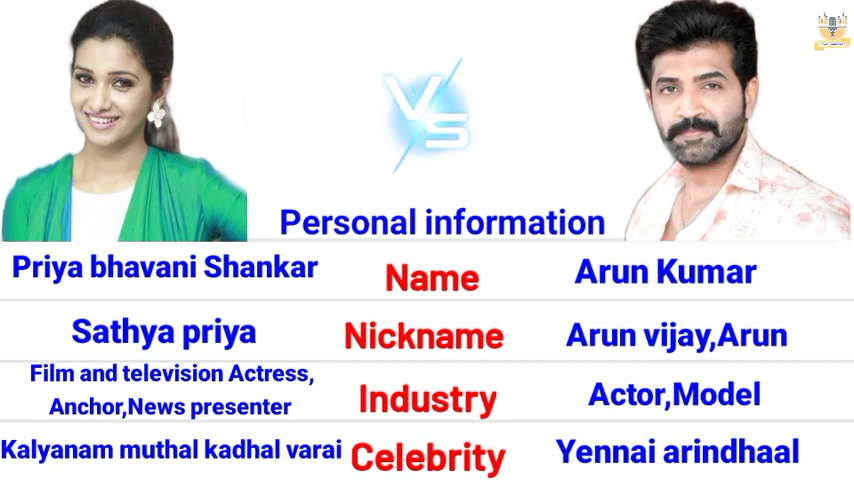 VS
Personal information
Priya bhavani Shankar Name Arun Kumar
Sathya priya Nickname Arun vijay,Arun
Film and television Actress,
Anchor,News presenter Industry Actor,Model
Kalyanam muthal kadhal varai Celebrity Yennai arindhaal